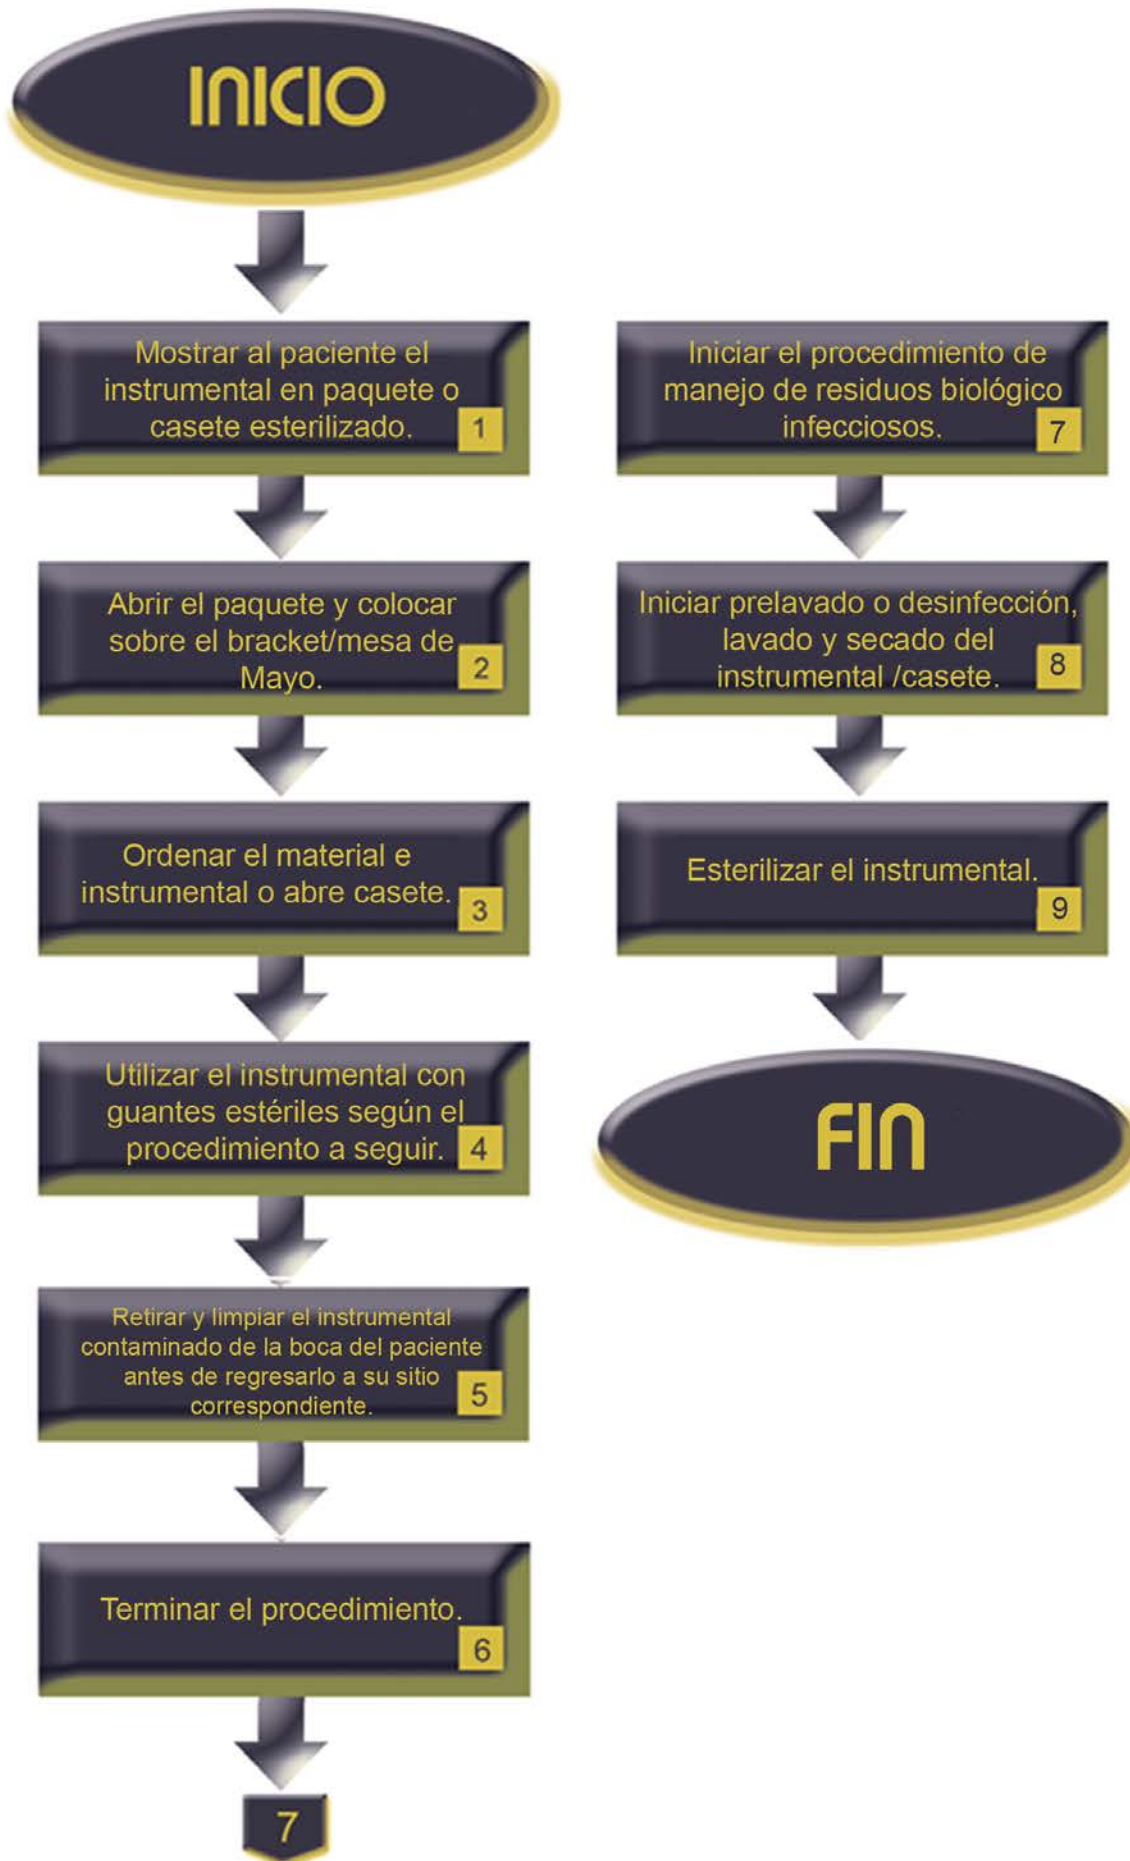 INICIO
Mostrar al paciente el
instrumental en paquete o
casete esterilizado.
1
Abrir el paquete y colocar
sobre el bracket/mesa de
Mayo.
2
Ordenar el material e
instrumental o abre casete.
3
Utilizar el instrumental con
guantes estériles según el
procedimiento a seguir.
4
Retirar y limpiar el instrumental
contaminado de la boca del paciente
antes de regresarlo a su sitio
correspondiente.
5
Terminar el procedimiento.
6
7
Iniciar el procedimiento de
manejo de residuos biológico
infecciosos.
7
Iniciar prelavado o desinfección,
lavado y secado del
instrumental /casete.
8
Esterilizar el instrumental.
9
FIN